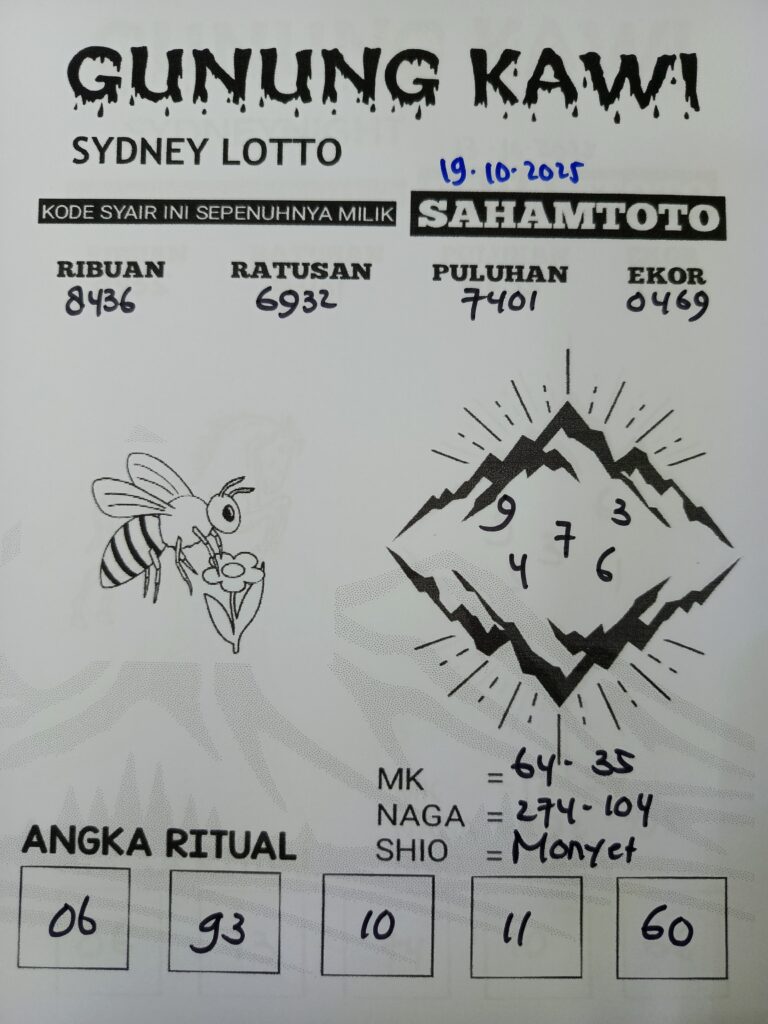 GUNUNG KAWI
SYDNEY LOTTO
19.10.2025
KODE SYAIR INI SEPENUHNYA MILIK SAHAMTOTO
RIBUAN RATUSAN PULUHAN EKOR
8436 6932 7401 0469
9 3
7
4 6
MK = 64- 35
NAGA = 274-104
SHIO = Monyet
ANGKA RITUAL
06 93 10 11 60